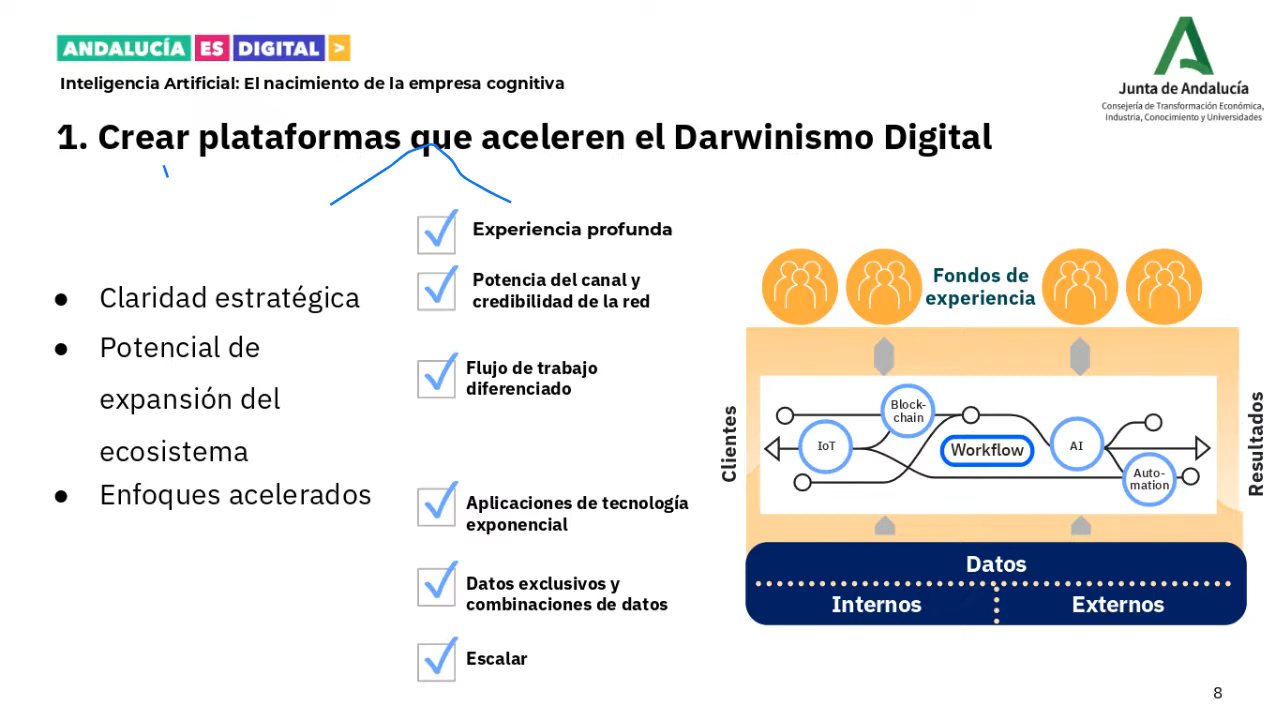 ANDALUCÍA ES DIGITAL >
Junta de Andalucía
Consejería de Transformación Económica,
Industria, Conocimiento y Universidades
Inteligencia Artificial: El nacimiento de la empresa cognitiva
1. Crear plataformas que aceleren el Darwinismo Digital
● Claridad estratégica
● Potencial de
expansión del
ecosistema
● Enfoques acelerados
Experiencia profunda
Potencia del canal y
credibilidad de la red
Flujo de trabajo
diferenciado
Aplicaciones de tecnología
exponencial
Datos exclusivos y
combinaciones de datos
Escalar
Fondos de
experiencia
Clientes
IoT
Block-
chain
Workflow
AI
Auto-
mation
Resultados
Datos
Internos
Externos
8